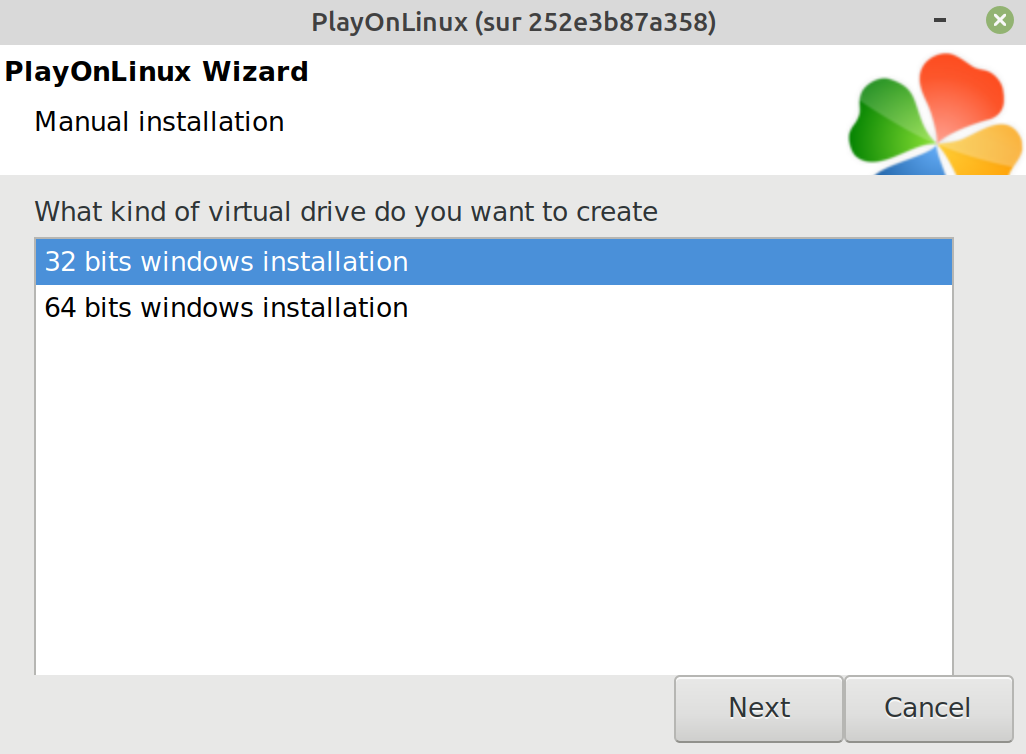 PlayOnLinux (sur 252e3b87a358)
PlayOnLinux Wizard
Manual installation
What kind of virtual drive do you want to create
32 bits windows installation
64 bits windows installation
Next
Cancel